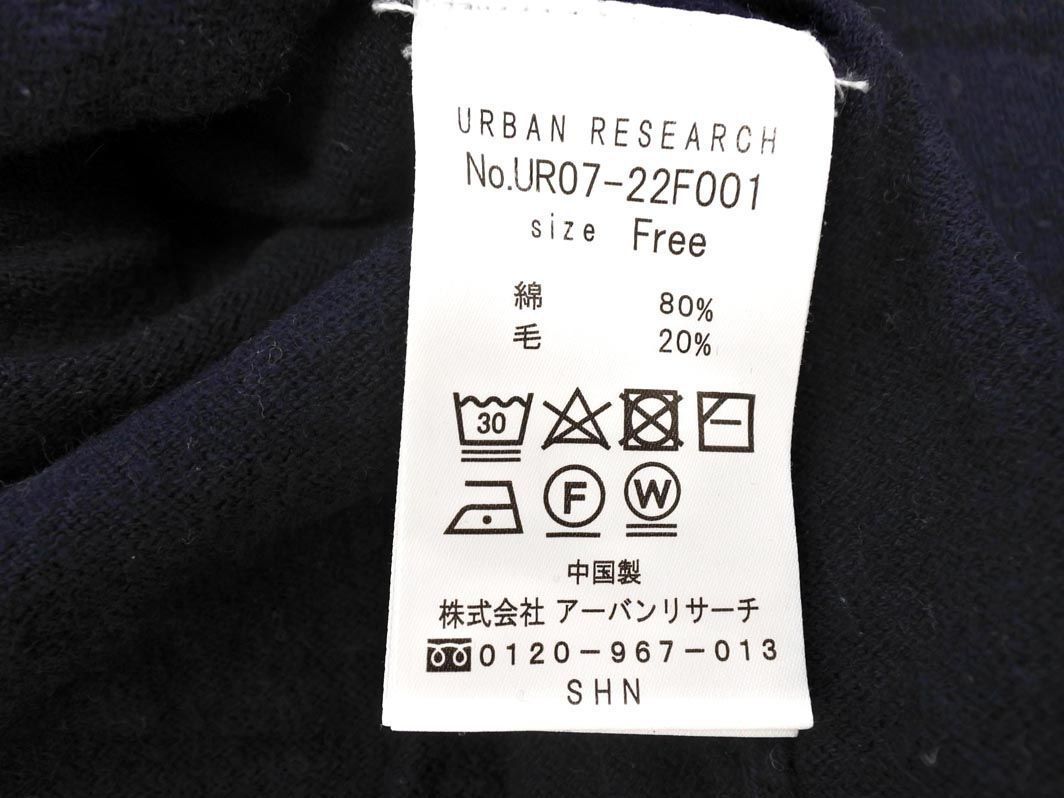 URBAN RESEARCH
No.UR07-22F001
size Free
綿 80%
毛 20%
30
F W
中国製
株式会社 アーバンリサーチ
0120-967-013
SHN